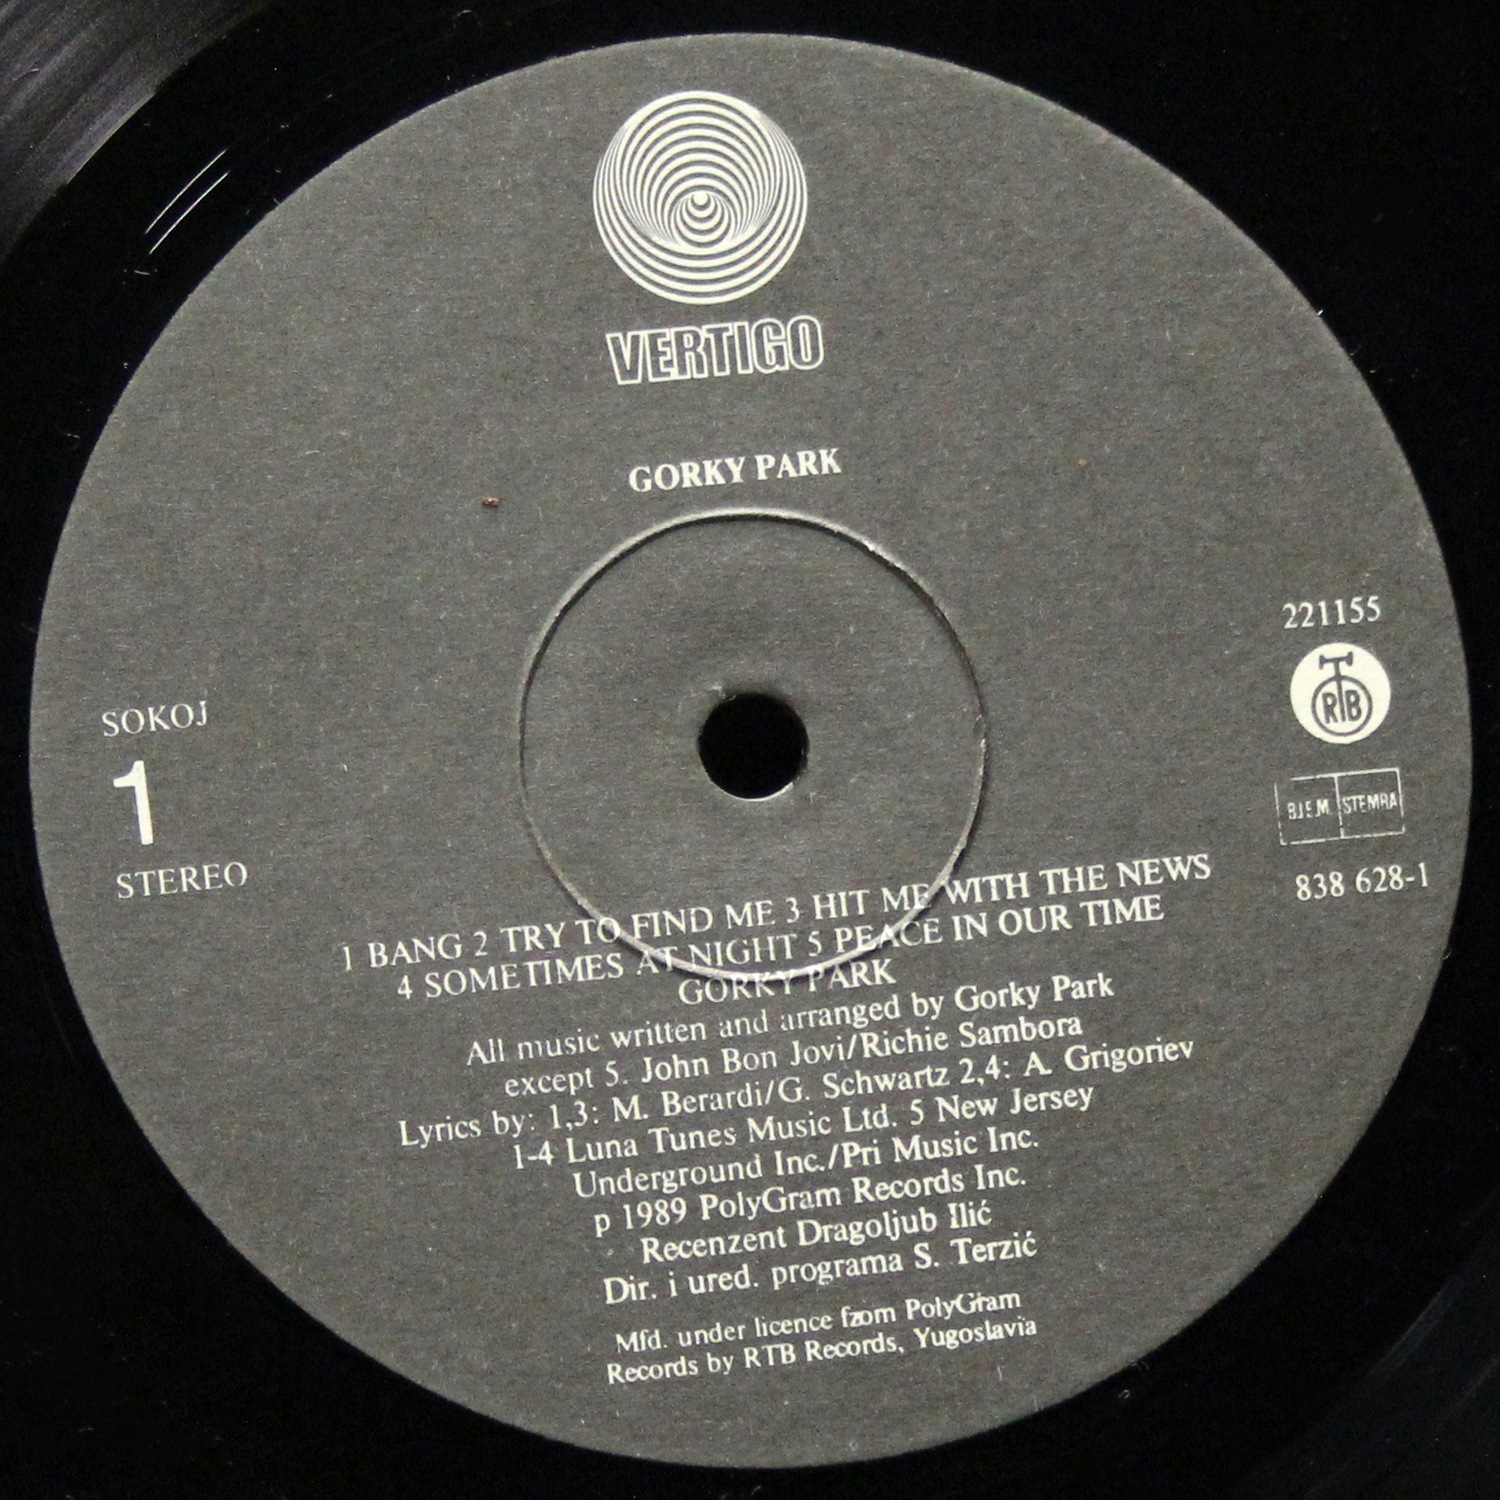 VERTIGO
GORKY PARK
221155
RTB
SOKOJ
1
STEREO
BIEM STEMRA
838 628-1
1 BANG 2 TRY TO FIND ME 3 HIT ME WITH THE NEWS
4 SOMETIMES AT NIGHT 5 PEACE IN OUR TIME
GORKY PARK
All music written and arranged by Gorky Park
except 5. John Bon Jovi/Richie Sambora
Lyrics by: 1,3: M. Berardi/G. Schwartz 2,4: A. Grigoriev
1-4 Luna Tunes Music Ltd. 5 New Jersey
Underground Inc./Pri Music Inc.
p 1989 PolyGram Records Inc.
Recenzent Dragoljub Ilić
Dir. i ured. programa S. Terzić
Mfd. under licence fzom PolyGram
Records by RTB Records, Yugoslavia